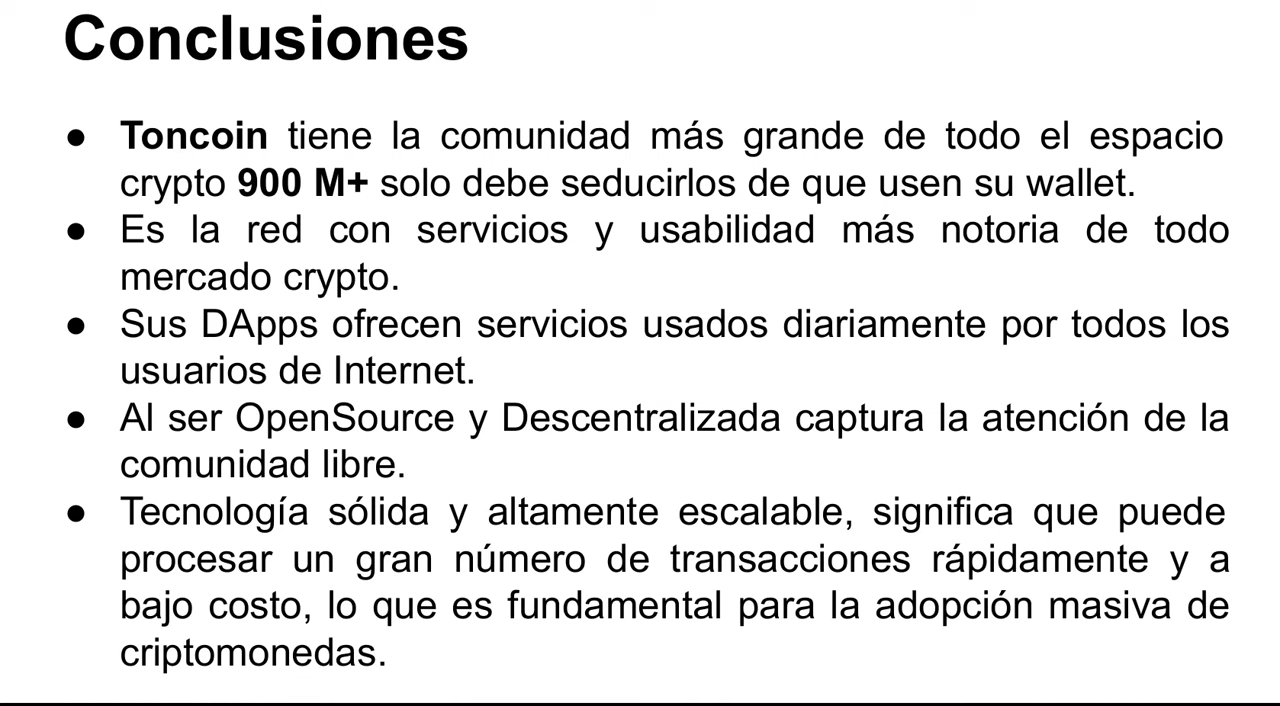 Conclusiones
● Toncoin tiene la comunidad más grande de todo el espacio
crypto 900 M+ solo debe seducirlos de que usen su wallet.
● Es la red con servicios y usabilidad más notoria de todo
mercado crypto.
● Sus DApps ofrecen servicios usados diariamente por todos los
usuarios de Internet.
● Al ser OpenSource y Descentralizada captura la atención de la
comunidad libre.
● Tecnología sólida y altamente escalable, significa que puede
procesar un gran número de transacciones rápidamente y a
bajo costo, lo que es fundamental para la adopción masiva de
criptomonedas.